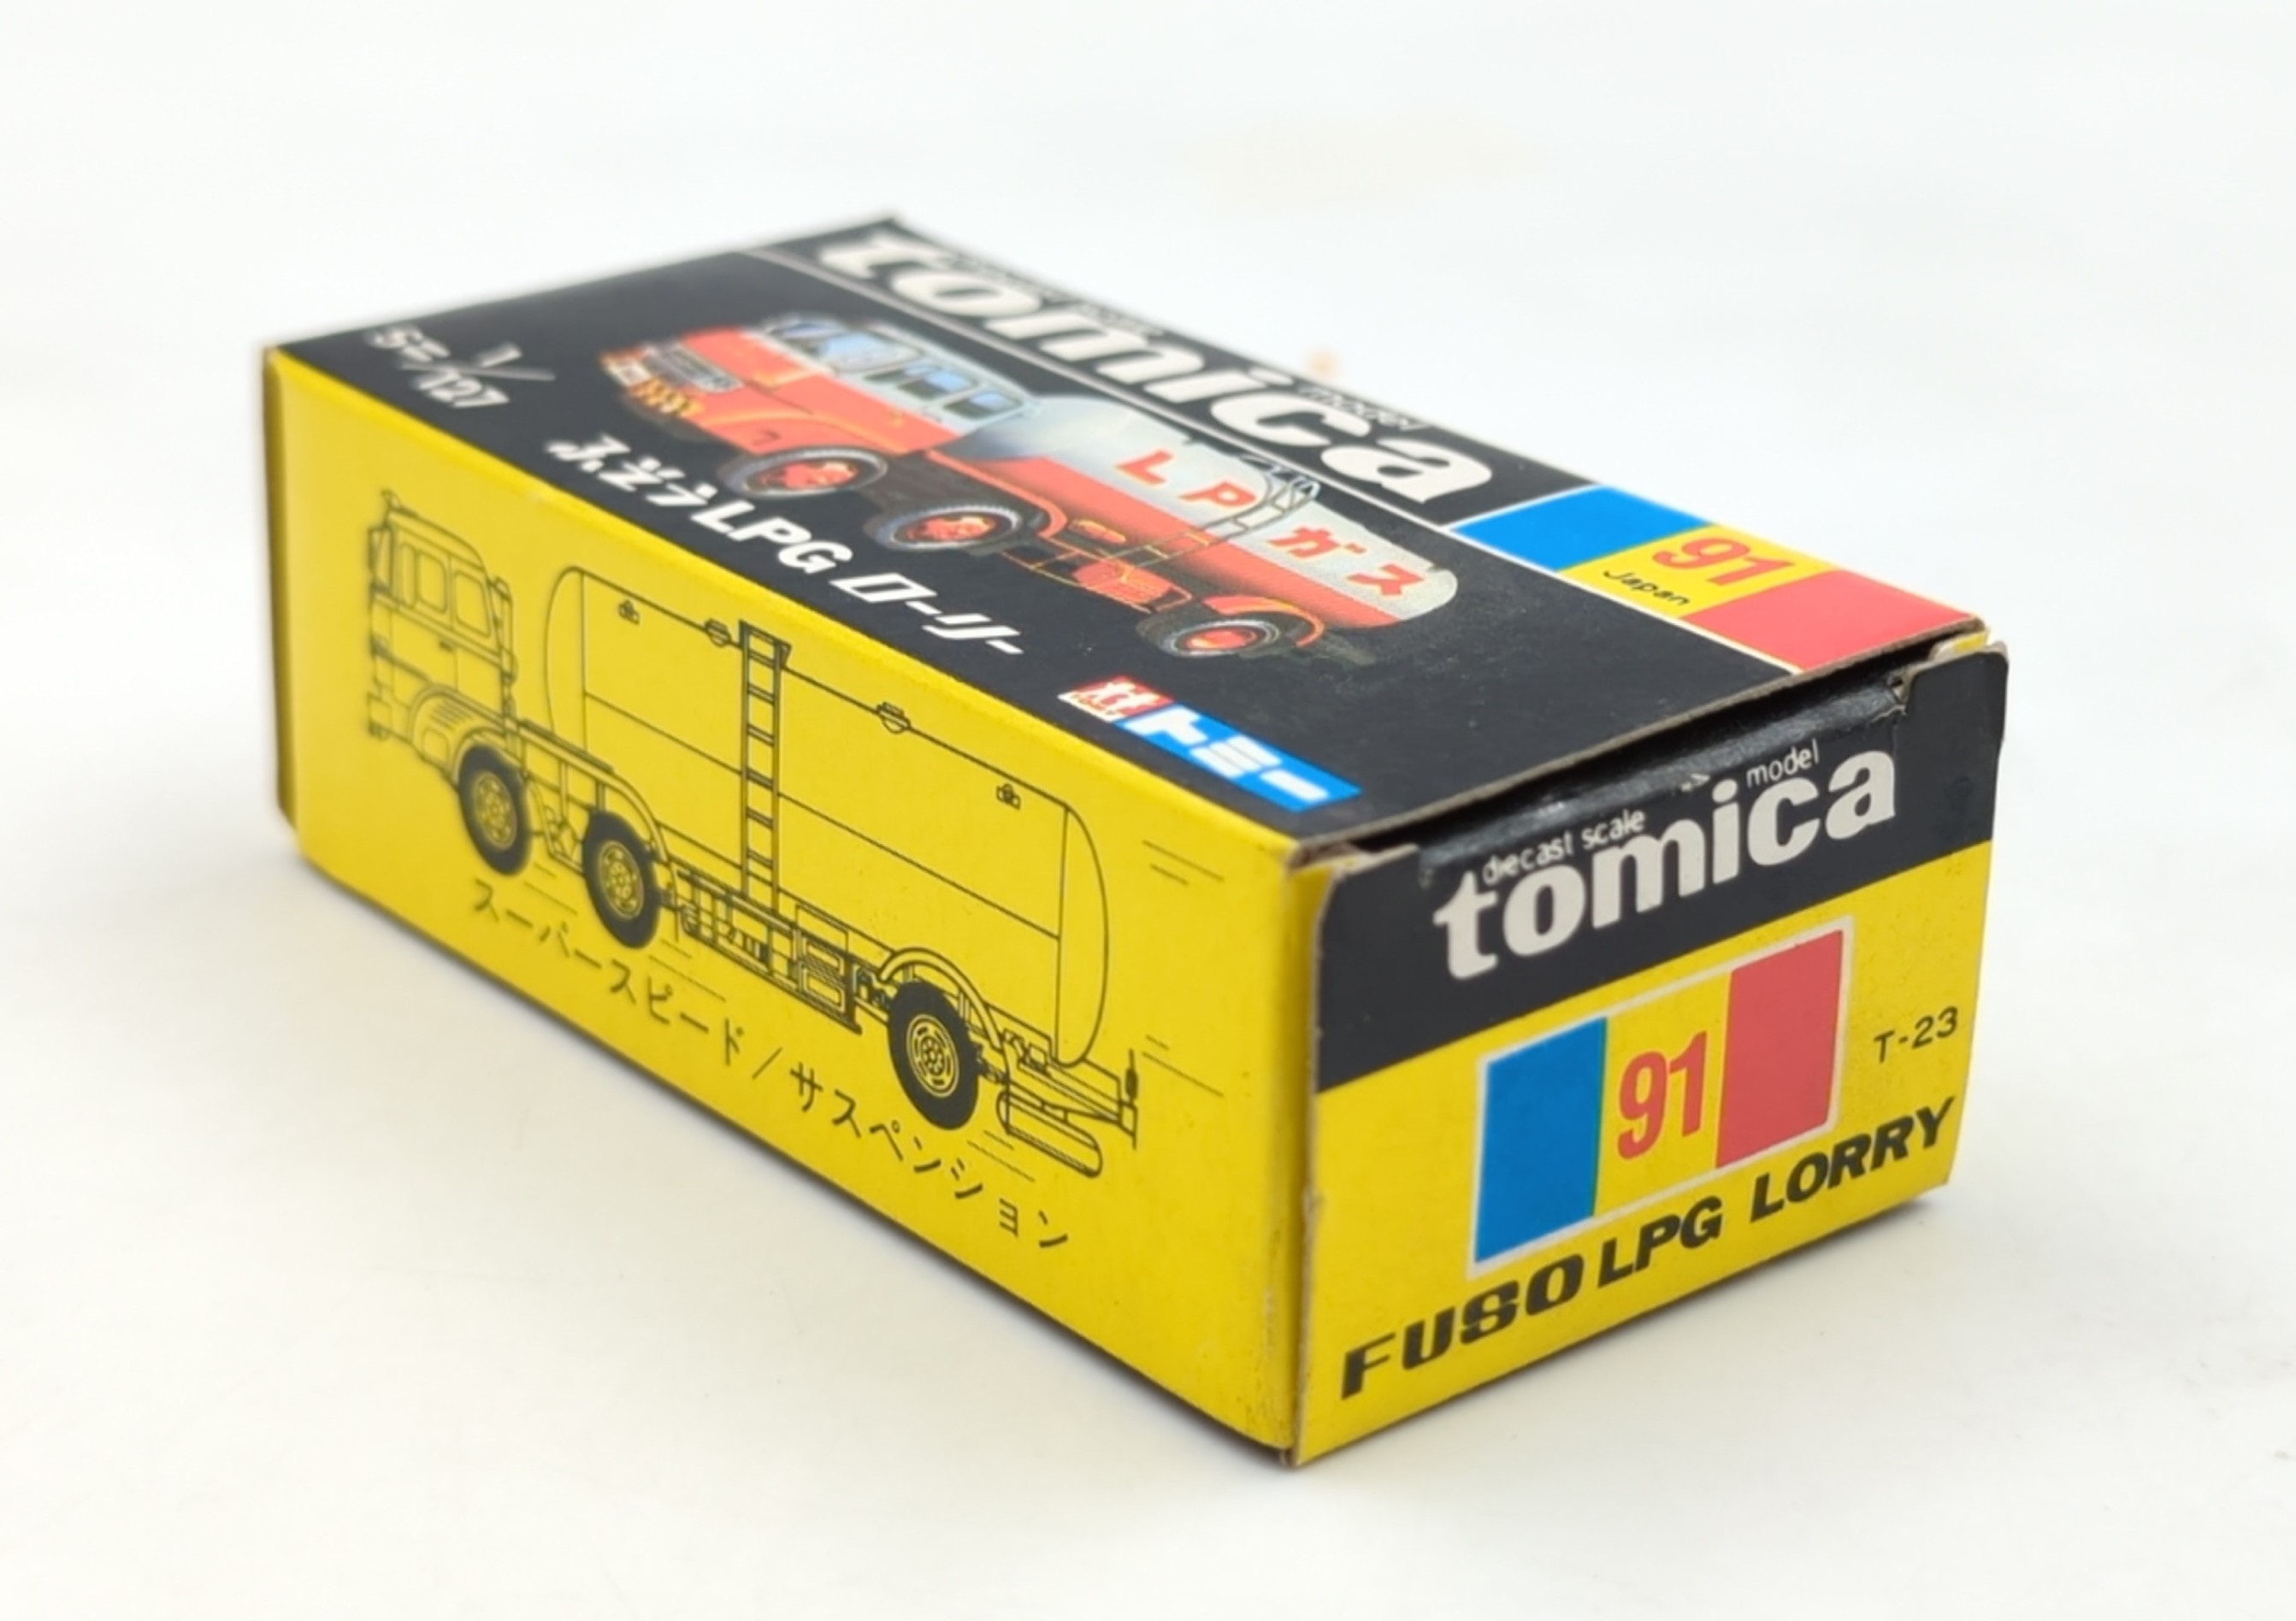 tomica
91
Japan
LPガス
1/127
ふそうLPGローリー
トミー
スーパースピード/サスペンション
diecast scale model
tomica
91
T-23
FUSO LPG LORRY